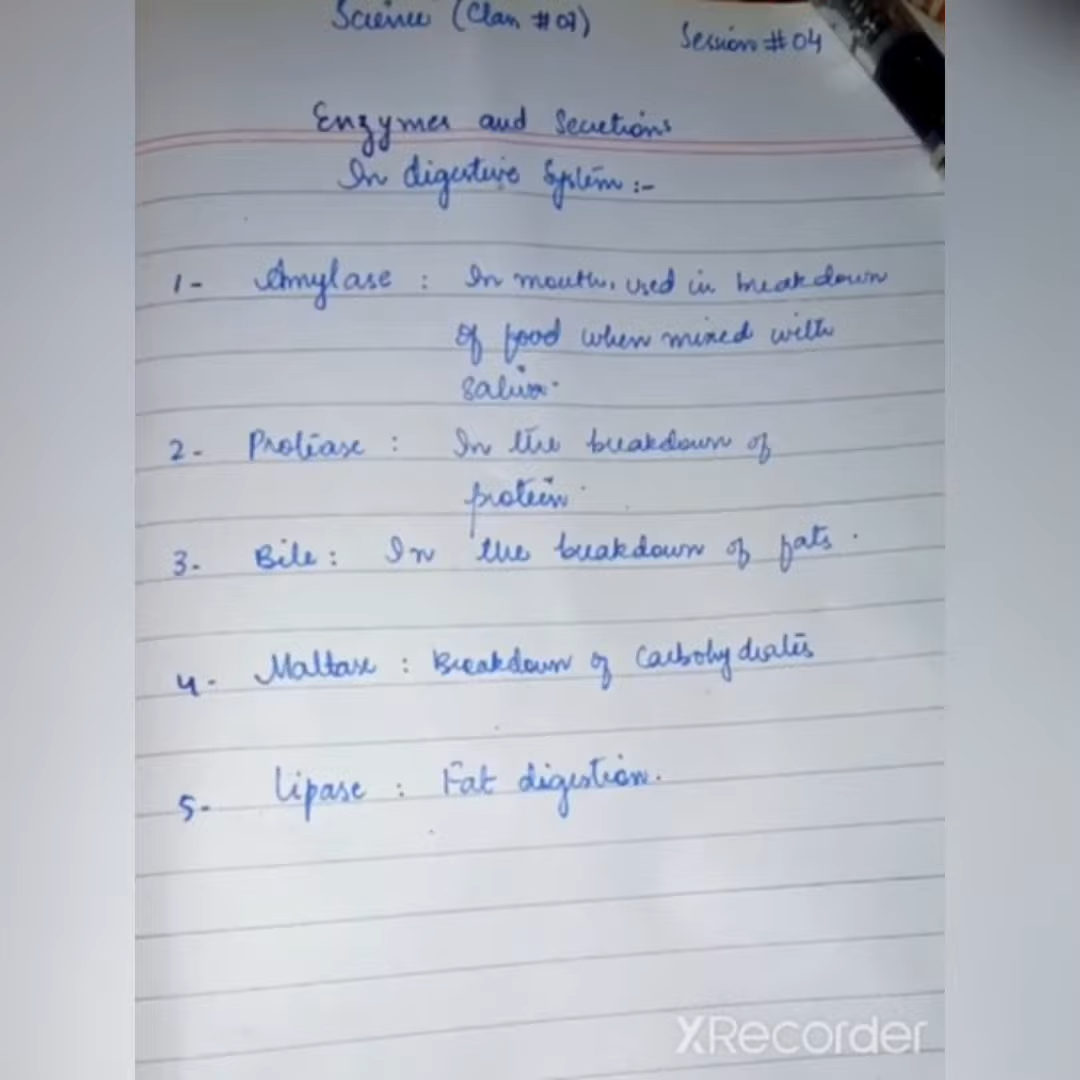 Science (Class #07)
Session #04
Enzymes and Secretions
In digestive System :-
1- Amylase : In mouth, used in breakdown
of food when mixed with
saliva.
2- Protease : In the breakdown of
protein.
3- Bile : In the breakdown of fats.
4- Maltase : Breakdown of Carbohydrates
5- Lipase : Fat digestion.
XRecorder